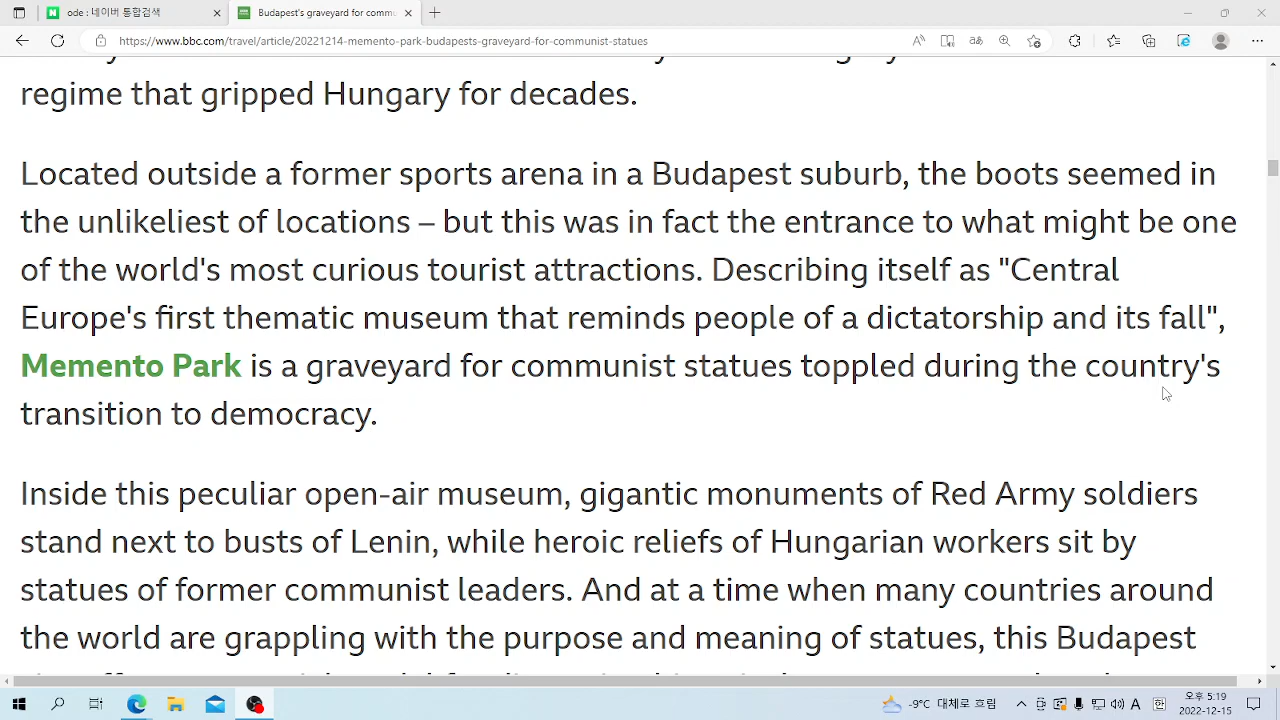 ode : 네이버 통합검색
Budapest's graveyard for commu
https://www.bbc.com/travel/article/20221214-memento-park-budapests-graveyard-for-communist-statues
regime that gripped Hungary for decades.
Located outside a former sports arena in a Budapest suburb, the boots seemed in
the unlikeliest of locations – but this was in fact the entrance to what might be one
of the world's most curious tourist attractions. Describing itself as "Central
Europe's first thematic museum that reminds people of a dictatorship and its fall",
Memento Park is a graveyard for communist statues toppled during the country's
transition to democracy.
Inside this peculiar open-air museum, gigantic monuments of Red Army soldiers
stand next to busts of Lenin, while heroic reliefs of Hungarian workers sit by
statues of former communist leaders. And at a time when many countries around
the world are grappling with the purpose and meaning of statues, this Budapest
-9°C 대체로 흐림
A
오후 5:19
2022-12-15